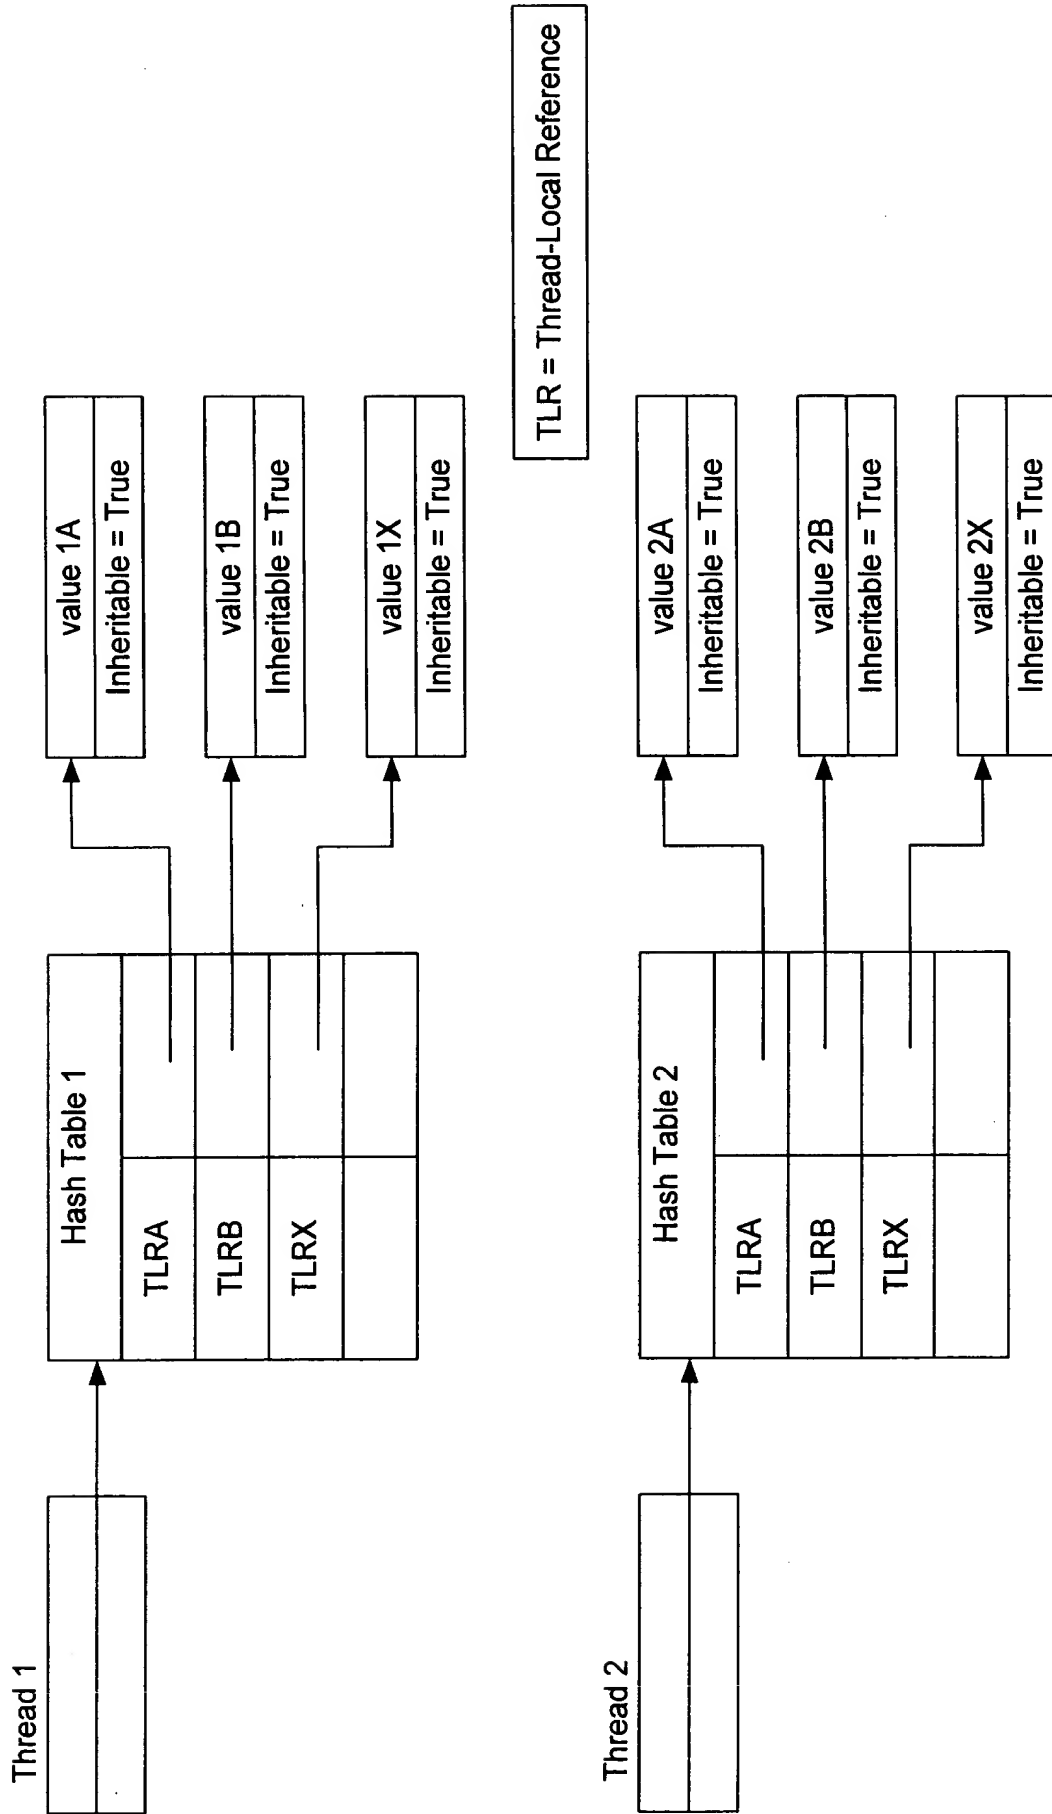 Thread 1
Hash Table 1
TLRA
TLRB
TLRX
value 1A
Inheritable = True
value 1B
Inheritable = True
value 1X
Inheritable = True
TLR = Thread-Local Reference
Thread 2
Hash Table 2
TLRA
TLRB
TLRX
value 2A
Inheritable = True
value 2B
Inheritable = True
value 2X
Inheritable = True